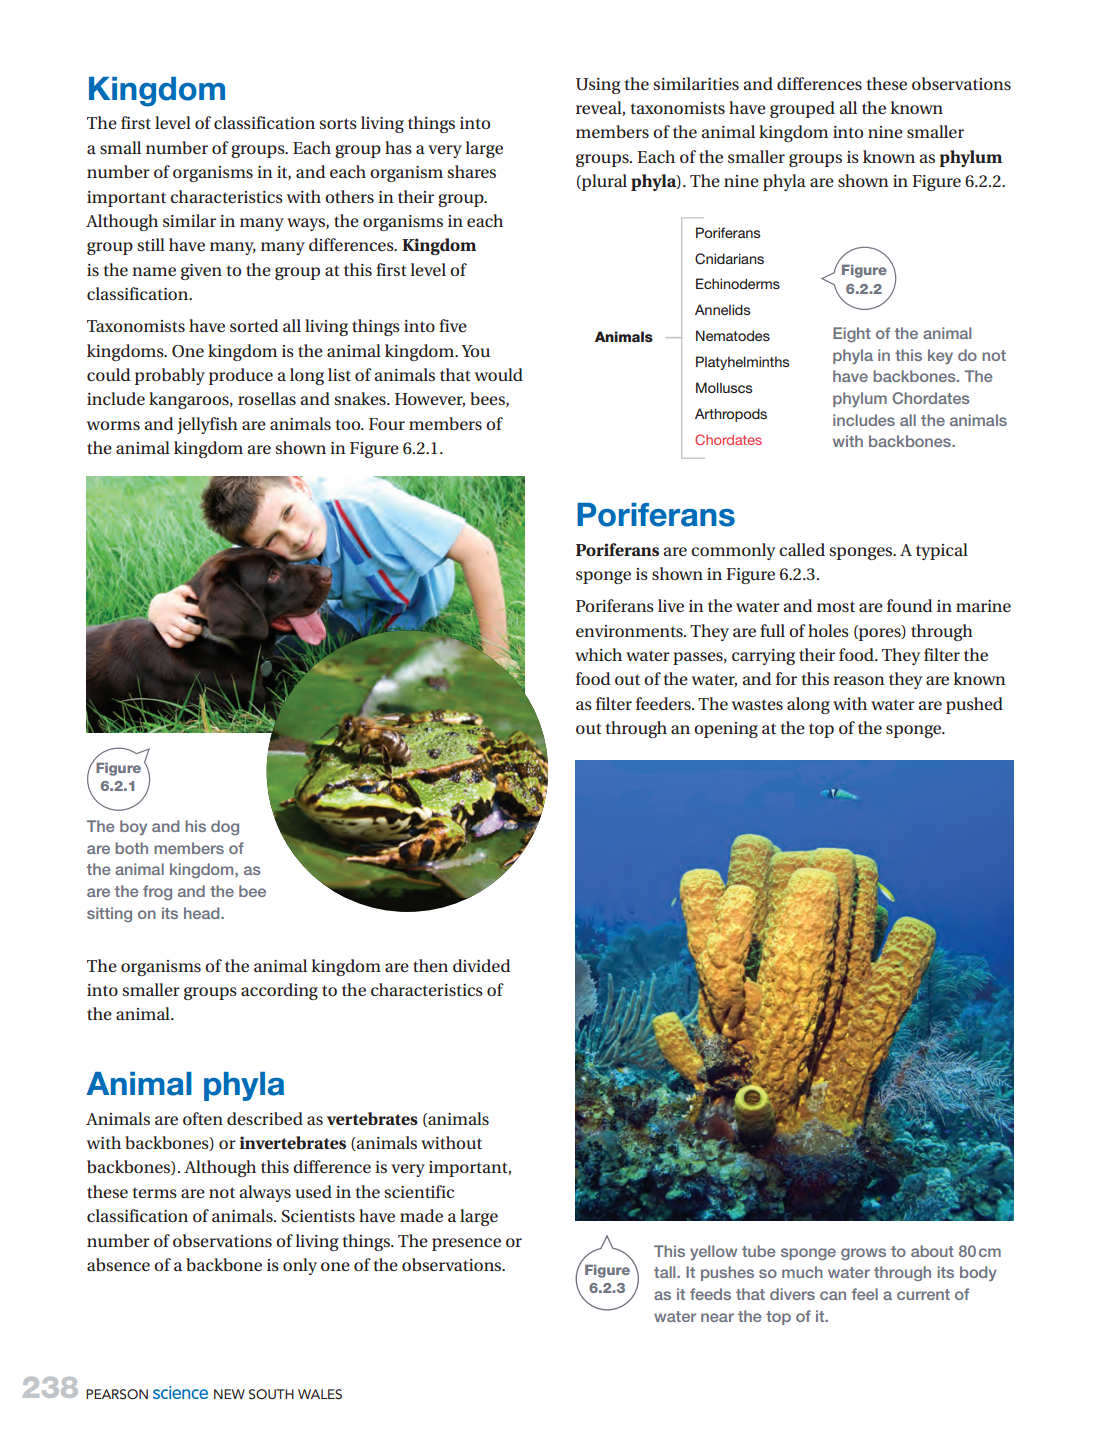 Kingdom
The first level of classification sorts living things into
a small number of groups. Each group has a very large
number of organisms in it, and each organism shares
important characteristics with others in their group.
Although similar in many ways, the organisms in each
group still have many, many differences. Kingdom
is the name given to the group at this first level of
classification.
Taxonomists have sorted all living things into five
kingdoms. One kingdom is the animal kingdom. You
could probably produce a long list of animals that would
include kangaroos, rosellas and snakes. However, bees,
worms and jellyfish are animals too. Four members of
the animal kingdom are shown in Figure 6.2.1.
Figure
6.2.1
The boy and his dog
are both members of
the animal kingdom, as
are the frog and the bee
sitting on its head.
The organisms of the animal kingdom are then divided
into smaller groups according to the characteristics of
the animal.
Animal phyla
Animals are often described as vertebrates (animals
with backbones) or invertebrates (animals without
backbones). Although this difference is very important,
these terms are not always used in the scientific
classification of animals. Scientists have made a large
number of observations of living things. The presence or
absence of a backbone is only one of the observations.
Using the similarities and differences these observations
reveal, taxonomists have grouped all the known
members of the animal kingdom into nine smaller
groups. Each of the smaller groups is known as phylum
(plural phyla). The nine phyla are shown in Figure 6.2.2.
Animals
Poriferans
Cnidarians
Echinoderms
Annelids
Nematodes
Platyhelminths
Molluscs
Arthropods
Chordates
Figure
6.2.2
Eight of the animal
phyla in this key do not
have backbones. The
phylum Chordates
includes all the animals
with backbones.
Poriferans
Poriferans are commonly called sponges. A typical
sponge is shown in Figure 6.2.3.
Poriferans live in the water and most are found in marine
environments. They are full of holes (pores) through
which water passes, carrying their food. They filter the
food out of the water, and for this reason they are known
as filter feeders. The wastes along with water are pushed
out through an opening at the top of the sponge.
Figure
6.2.3
This yellow tube sponge grows to about 80 cm
tall. It pushes so much water through its body
as it feeds that divers can feel a current of
water near the top of it.
238 PEARSON science NEW SOUTH WALES